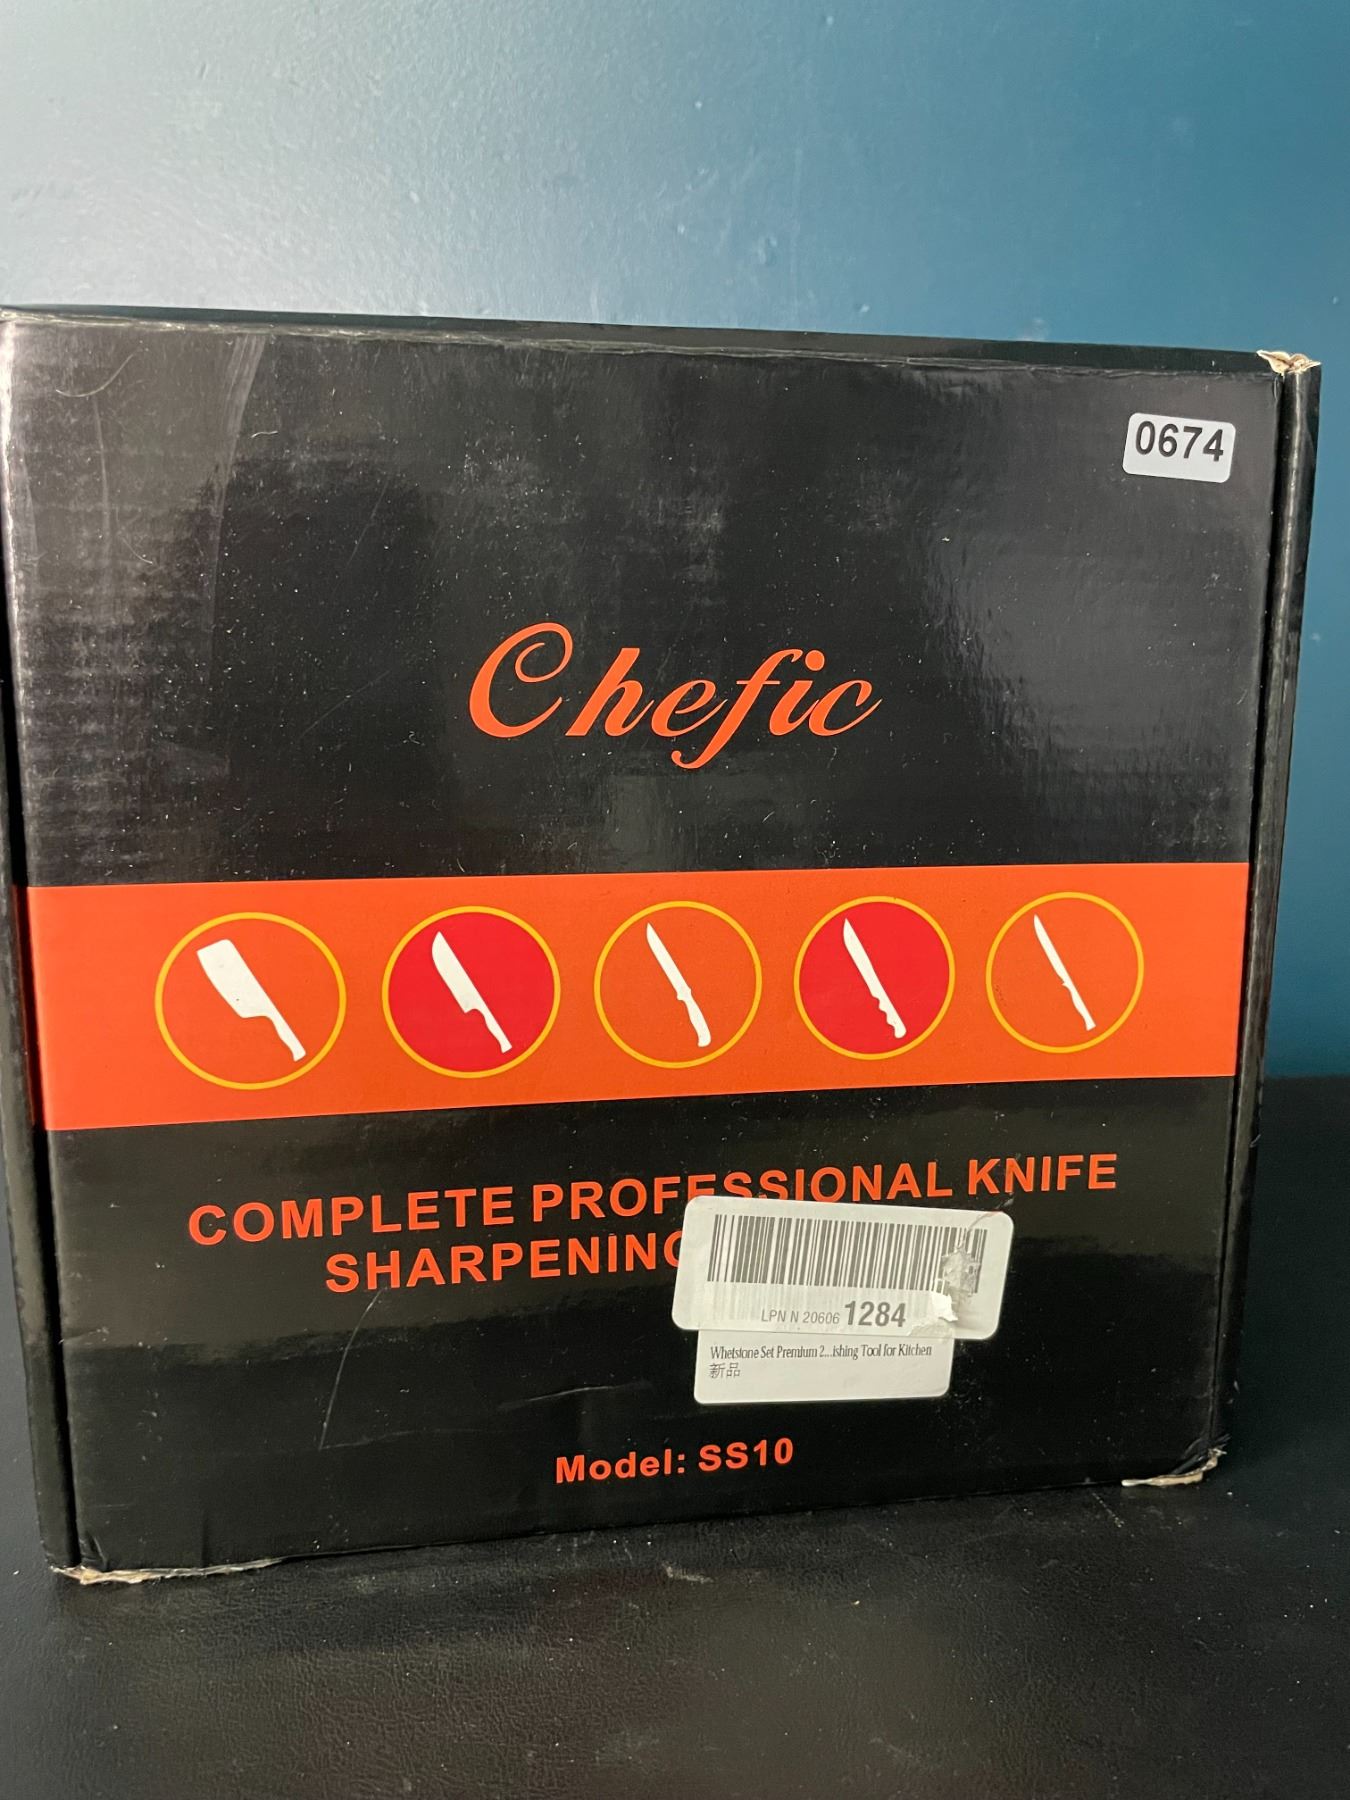 0674
Chefic
COMPLETE PROFESSIONAL KNIFE
SHARPENING
LPN N 20606 1284
Whetstone Set Premium 2...ishing Tool for Kitchen
新品
Model: SS10